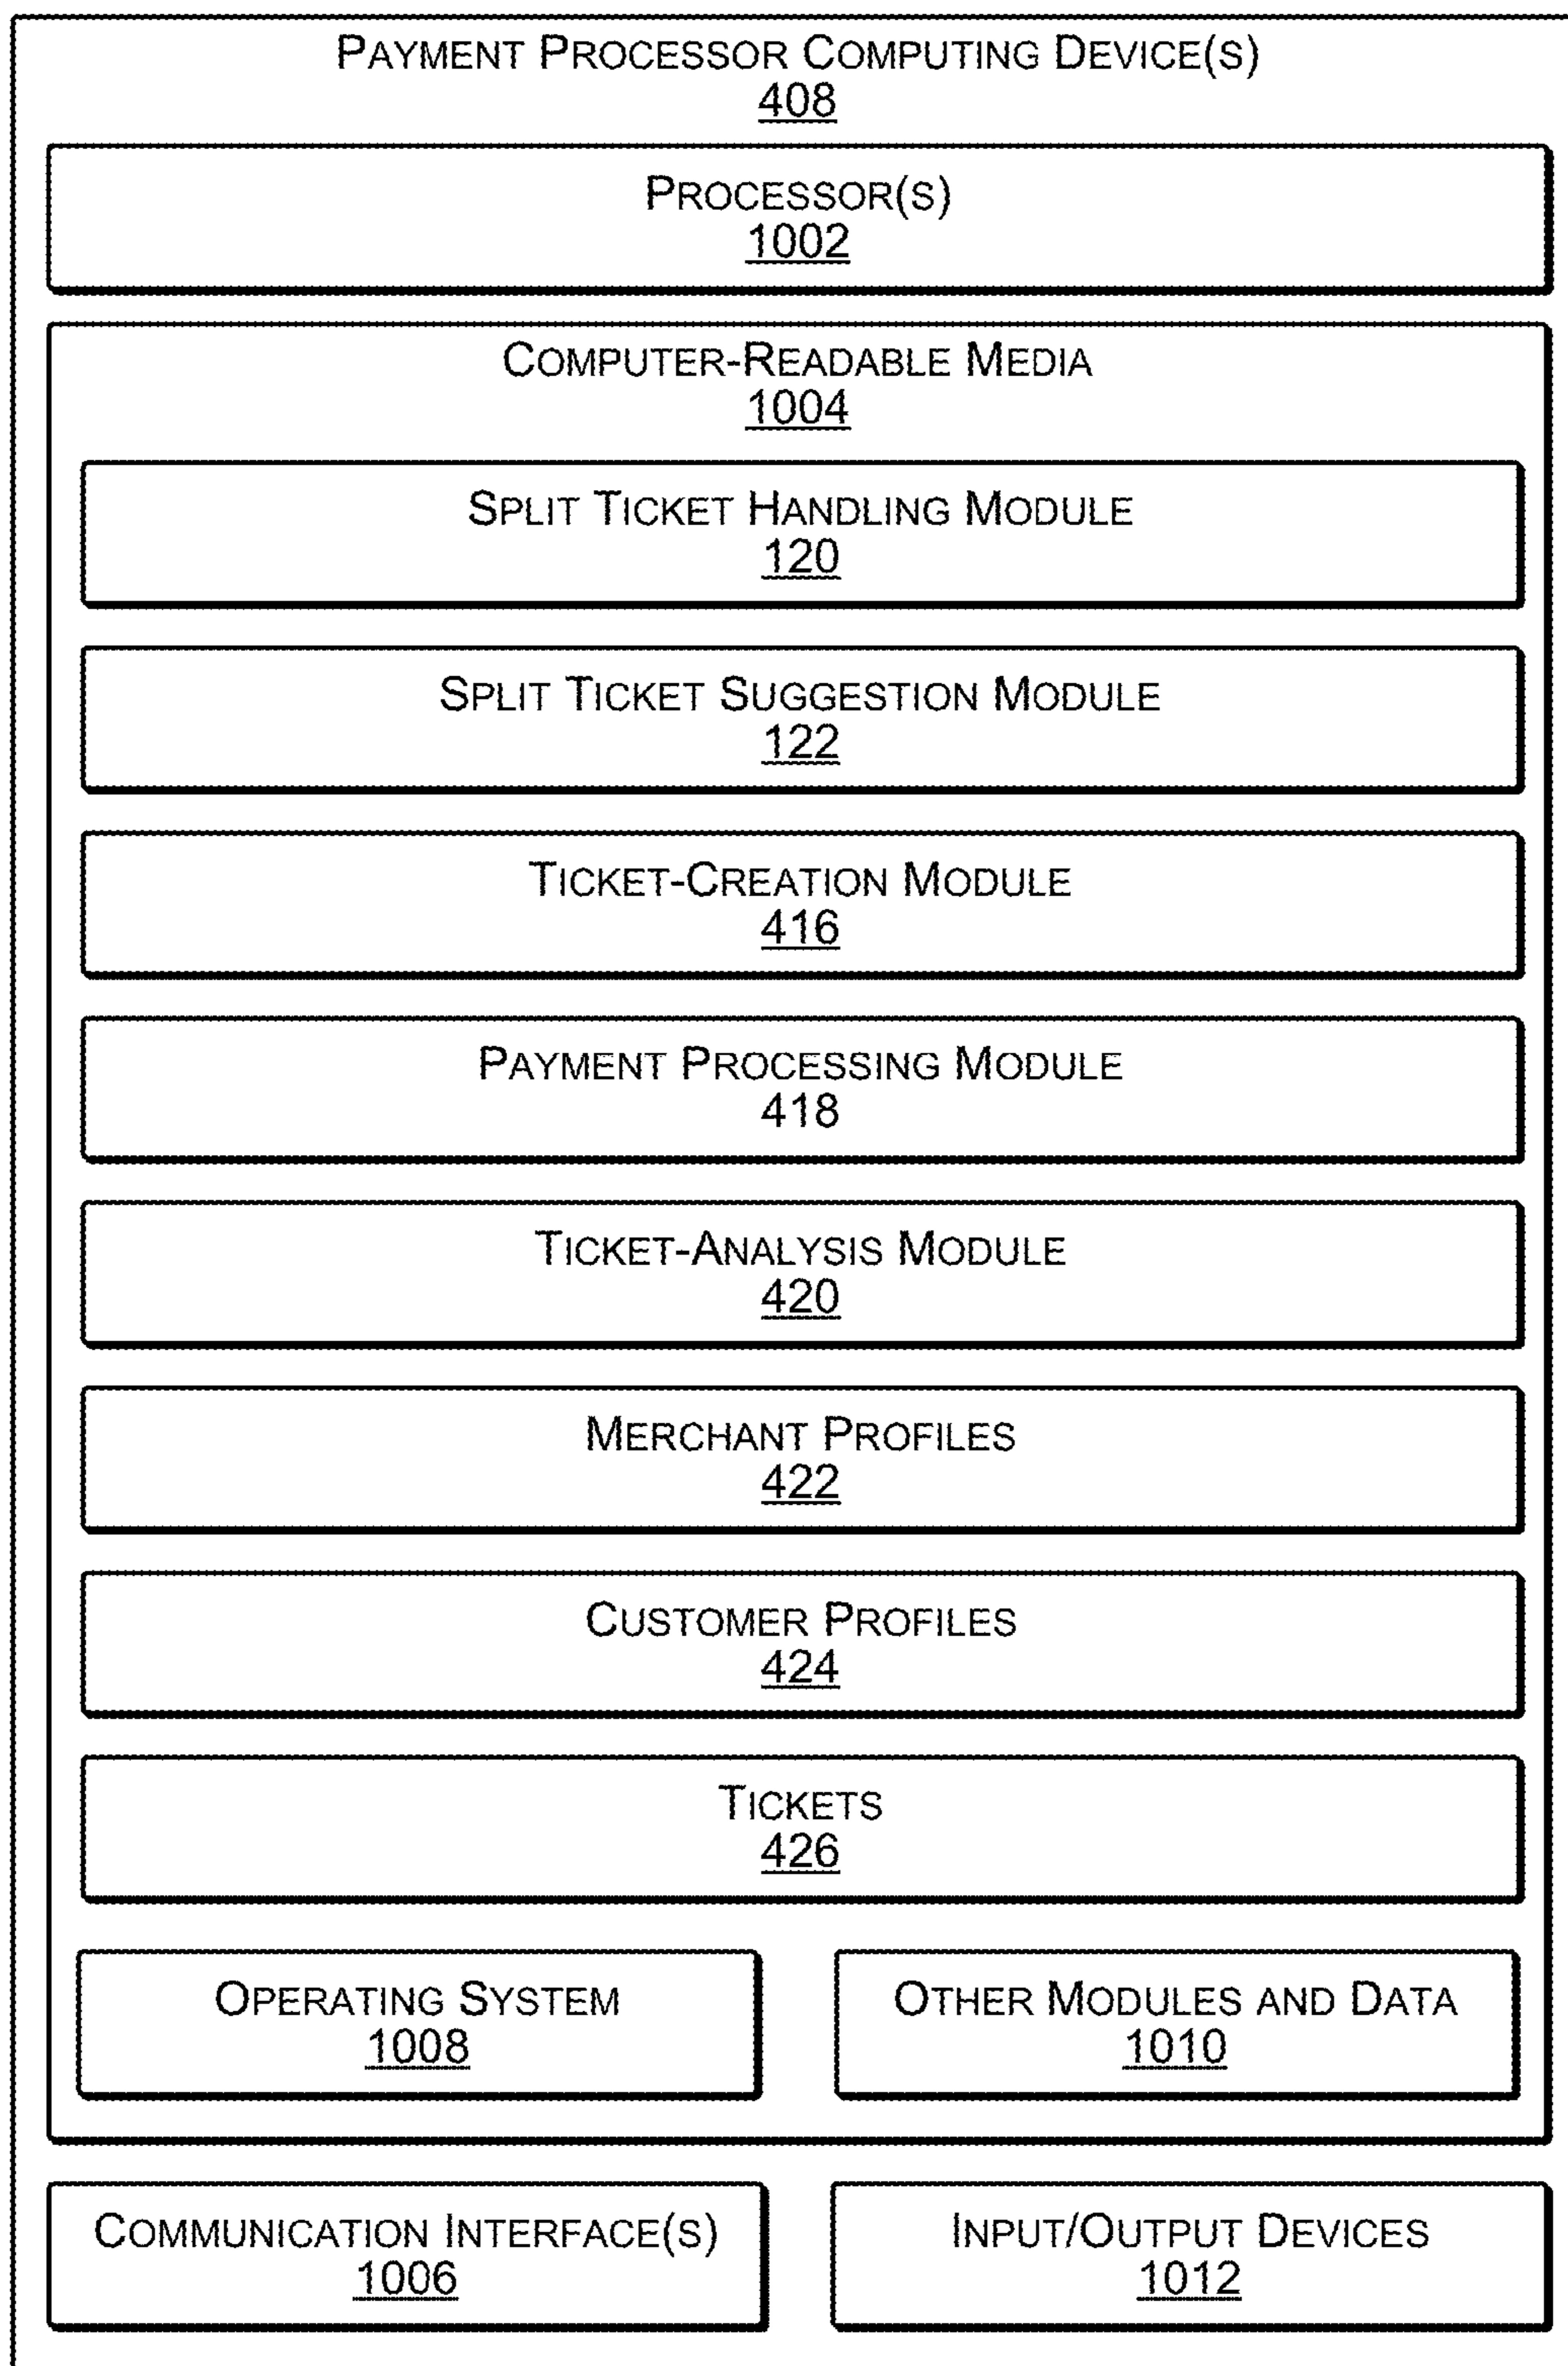 PAYMENT PROCESSOR COMPUTING DEVICE(S)
408
PROCESSOR(S)
1002
COMPUTER-READABLE MEDIA
1004
SPLIT TICKET HANDLING MODULE
120
SPLIT TICKET SUGGESTION MODULE
122
TICKET-CREATION MODULE
416
PAYMENT PROCESSING MODULE
418
TICKET-ANALYSIS MODULE
420
MERCHANT PROFILES
422
CUSTOMER PROFILES
424
TICKETS
426
OPERATING SYSTEM
1008
OTHER MODULES AND DATA
1010
COMMUNICATION INTERFACE(S)
1006
INPUT/OUTPUT DEVICES
1012